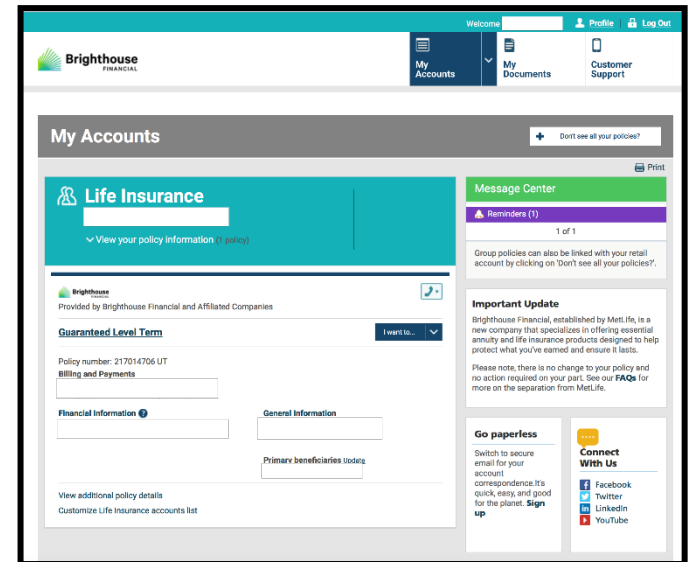 Welcome
Profile
Log Out
Brighthouse
FINANCIAL
My
Accounts
My
Documents
Customer
Support
My Accounts
Don't see all your policies?
Print
Life Insurance
View your policy information (1 policy)
Brighthouse
FINANCIAL
Provided by Brighthouse Financial and Affiliated Companies
Guaranteed Level Term
I want to...
Policy number: 217014706 UT
Billing and Payments
Financial Information ?
General Information
Primary beneficiaries Update
View additional policy details
Customize Life Insurance accounts list
Message Center
Reminders (1)
1 of 1
Group policies can also be linked with your retail
account by clicking on 'Don't see all your policies?'.
Important Update
Brighthouse Financial, established by MetLife, is a
new company that specializes in offering essential
annuity and life insurance products designed to help
protect what you've earned and ensure it lasts.
Please note, there is no change to your policy and
no action required on your part. See our FAQs for
more on the separation from MetLife.
Go paperless
Switch to secure
email for your
account
correspondence.It's
quick, easy, and good
for the planet. Sign
up
Connect
With Us
Facebook
Twitter
LinkedIn
YouTube